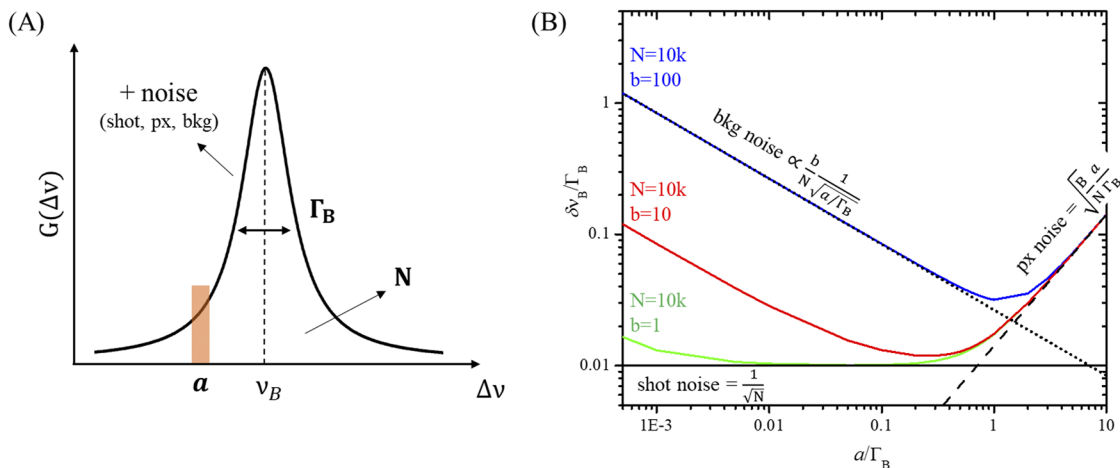 (A)
+ noise
(shot, px, bkg)
Γ_B
N
G(Δν)
a
ν_B
Δν
(B)
N=10k
b=100
N=10k
b=10
N=10k
b=1
bkg noise ∝ b/N 1/√(a/Γ_B)
px noise = √(B/N) a/Γ_B
shot noise = 1/√N
δν_B/Γ_B
1
0.1
0.01
1E-3 0.01 0.1 1 10
a/Γ_B